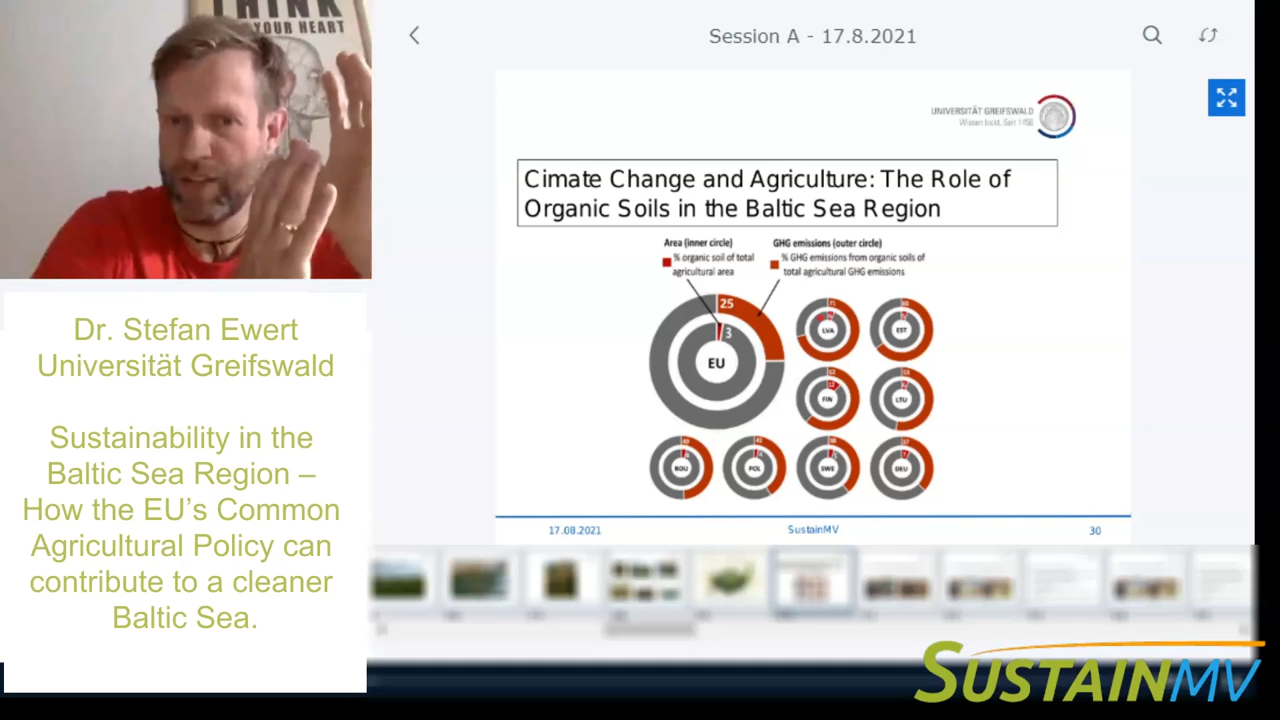 THINK
YOUR HEART
Session A - 17.8.2021
UNIVERSITÄT GREIFSWALD
Wissen lockt. Seit 1456
Cimate Change and Agriculture: The Role of
Organic Soils in the Baltic Sea Region
Area (inner circle)
% organic soil of total
agricultural area
GHG emissions (outer circle)
% GHG emissions from organic soils of
total agricultural GHG emissions
25
3
EU
LVA
EST
FIN
LTU
ROU
POL
SWE
DEU
17.08.2021
SustainMV
30
Dr. Stefan Ewert
Universität Greifswald
Sustainability in the
Baltic Sea Region –
How the EU's Common
Agricultural Policy can
contribute to a cleaner
Baltic Sea.
SUSTAINMV